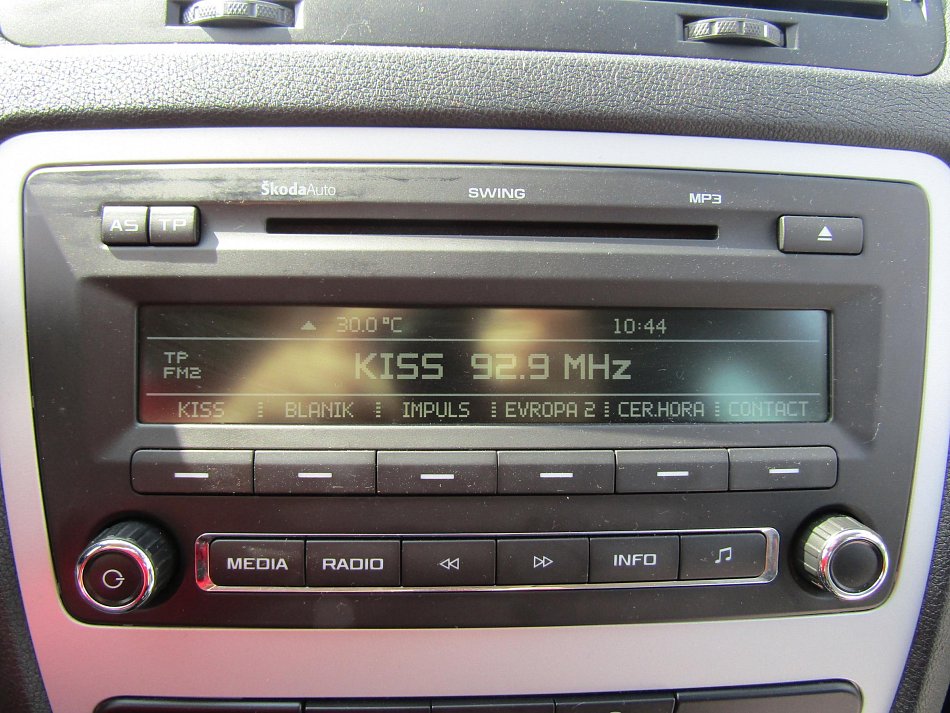 ŠkodaAuto SWING MP3
AS TP
30.0 °C 10:44
TP
FM2
KISS 92.9 MHz
KISS BLANIK IMPULS EVROPA 2 CER.HORA CONTACT
MEDIA RADIO INFO